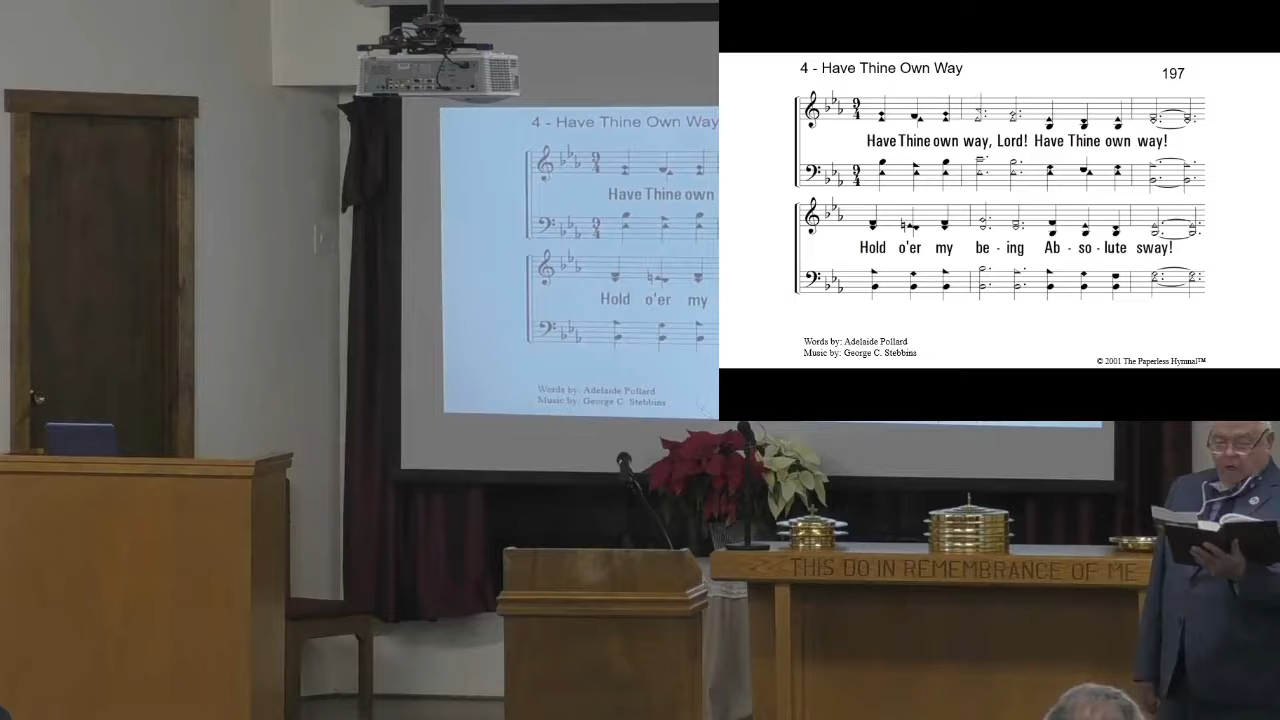 4 - Have Thine Own Way
197
Have Thine own way, Lord! Have Thine own way!
Hold o'er my be - ing Ab - so - lute sway!
Words by: Adelaide Pollard
Music by: George C. Stebbins
© 2001 The Paperless Hymnal™
4 - Have Thine Own Way
Have Thine own
Hold o'er my
Words by: Adelaide Pollard
Music by: George C. Stebbins
THIS DO IN REMEMBRANCE OF ME